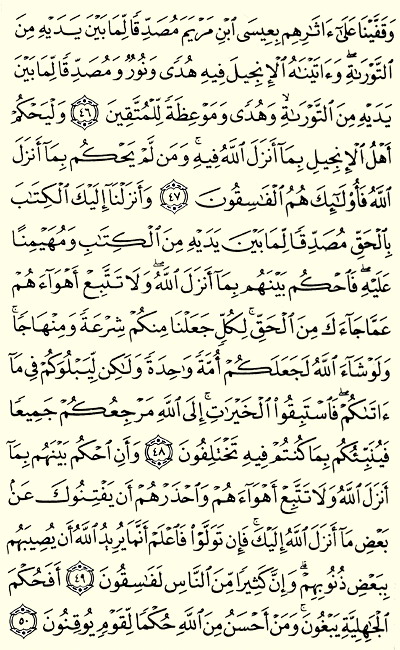 وَقَفَّيْنَا عَلَىٰٓ ءَاثَٰرِهِم بِعِيسَى ٱبْنِ مَرْيَمَ مُصَدِّقًا لِّمَا بَيْنَ يَدَيْهِ مِنَ
ٱلتَّوْرَىٰةِ ۖ وَءَاتَيْنَٰهُ ٱلْإِنجِيلَ فِيهِ هُدًى وَنُورٌ وَمُصَدِّقًا لِّمَا بَيْنَ
يَدَيْهِ مِنَ ٱلتَّوْرَىٰةِ وَهُدًى وَمَوْعِظَةً لِّلْمُتَّقِينَ ٤٦ وَلْيَحْكُمْ
أَهْلُ ٱلْإِنجِيلِ بِمَآ أَنزَلَ ٱللَّهُ فِيهِ ۚ وَمَن لَّمْ يَحْكُم بِمَآ أَنزَلَ
ٱللَّهُ فَأُو۟لَٰٓئِكَ هُمُ ٱلْفَٰسِقُونَ ٤٧ وَأَنزَلْنَآ إِلَيْكَ ٱلْكِتَٰبَ
بِٱلْحَقِّ مُصَدِّقًا لِّمَا بَيْنَ يَدَيْهِ مِنَ ٱلْكِتَٰبِ وَمُهَيْمِنًا
عَلَيْهِ ۖ فَٱحْكُم بَيْنَهُم بِمَآ أَنزَلَ ٱللَّهُ ۖ وَلَا تَتَّبِعْ أَهْوَآءَهُمْ
عَمَّا جَآءَكَ مِنَ ٱلْحَقِّ ۚ لِكُلٍّ جَعَلْنَا مِنكُمْ شِرْعَةً وَمِنْهَاجًا ۚ
وَلَوْ شَآءَ ٱللَّهُ لَجَعَلَكُمْ أُمَّةً وَٰحِدَةً وَلَٰكِن لِّيَبْلُوَكُمْ فِى مَآ
ءَاتَىٰكُمْ ۖ فَٱسْتَبِقُوا۟ ٱلْخَيْرَٰتِ ۚ إِلَى ٱللَّهِ مَرْجِعُكُمْ جَمِيعًا
فَيُنَبِّئُكُم بِمَا كُنتُمْ فِيهِ تَخْتَلِفُونَ ٤٨ وَأَنِ ٱحْكُم بَيْنَهُم بِمَآ
أَنزَلَ ٱللَّهُ وَلَا تَتَّبِعْ أَهْوَآءَهُمْ وَٱحْذَرْهُمْ أَن يَفْتِنُوكَ عَنۢ
بَعْضِ مَآ أَنزَلَ ٱللَّهُ إِلَيْكَ ۖ فَإِن تَوَلَّوْا۟ فَٱعْلَمْ أَنَّمَا يُرِيدُ ٱللَّهُ أَن يُصِيبَهُم
بِبَعْضِ ذُنُوبِهِمْ ۗ وَإِنَّ كَثِيرًا مِّنَ ٱلنَّاسِ لَفَٰسِقُونَ ٤٩ أَفَحُكْمَ
ٱلْجَٰهِلِيَّةِ يَبْغُونَ ۚ وَمَنْ أَحْسَنُ مِنَ ٱللَّهِ حُكْمًا لِّقَوْمٍ يُوقِنُونَ ٥٠